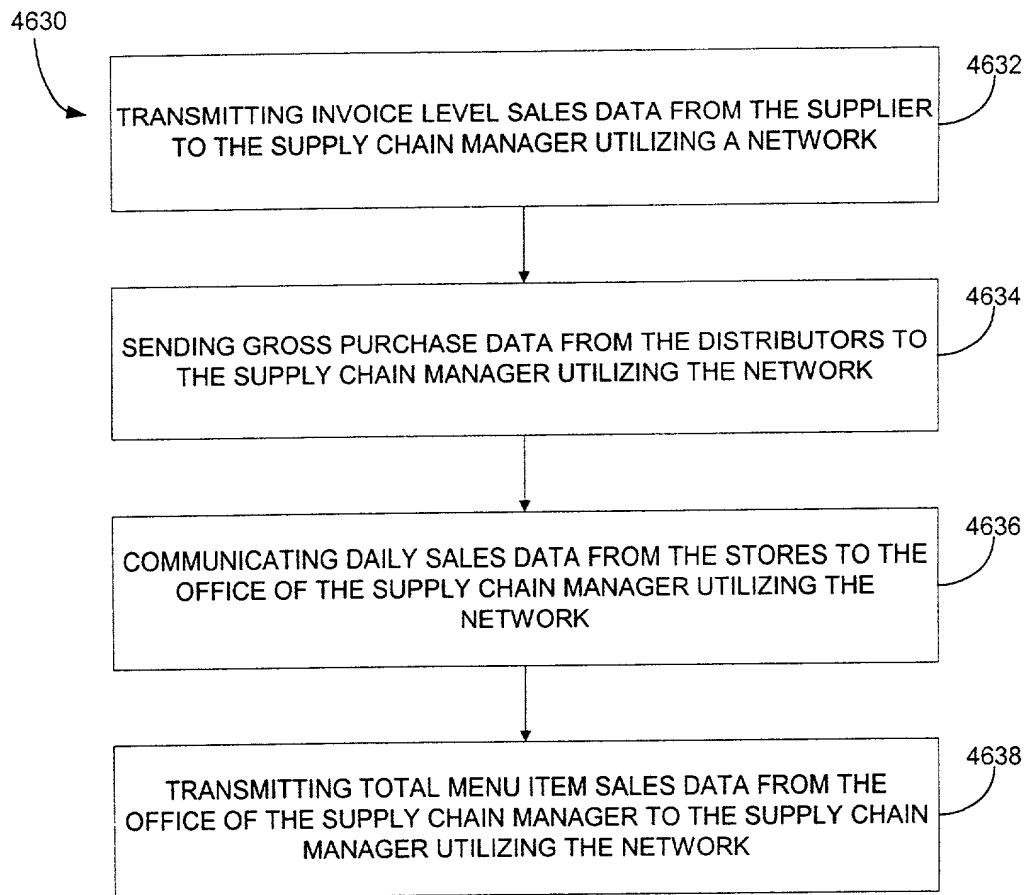 4630
4632
TRANSMITTING INVOICE LEVEL SALES DATA FROM THE SUPPLIER
TO THE SUPPLY CHAIN MANAGER UTILIZING A NETWORK
4634
SENDING GROSS PURCHASE DATA FROM THE DISTRIBUTORS TO
THE SUPPLY CHAIN MANAGER UTILIZING THE NETWORK
4636
COMMUNICATING DAILY SALES DATA FROM THE STORES TO THE
OFFICE OF THE SUPPLY CHAIN MANAGER UTILIZING THE
NETWORK
4638
TRANSMITTING TOTAL MENU ITEM SALES DATA FROM THE
OFFICE OF THE SUPPLY CHAIN MANAGER TO THE SUPPLY CHAIN
MANAGER UTILIZING THE NETWORK